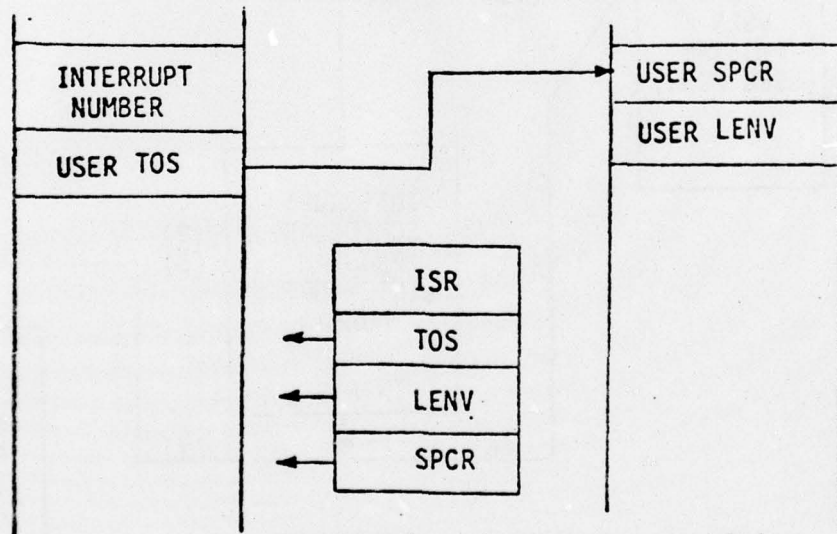 INTERRUPT
NUMBER
USER TOS
USER SPCR
USER LENV
ISR
TOS
LENV
SPCR